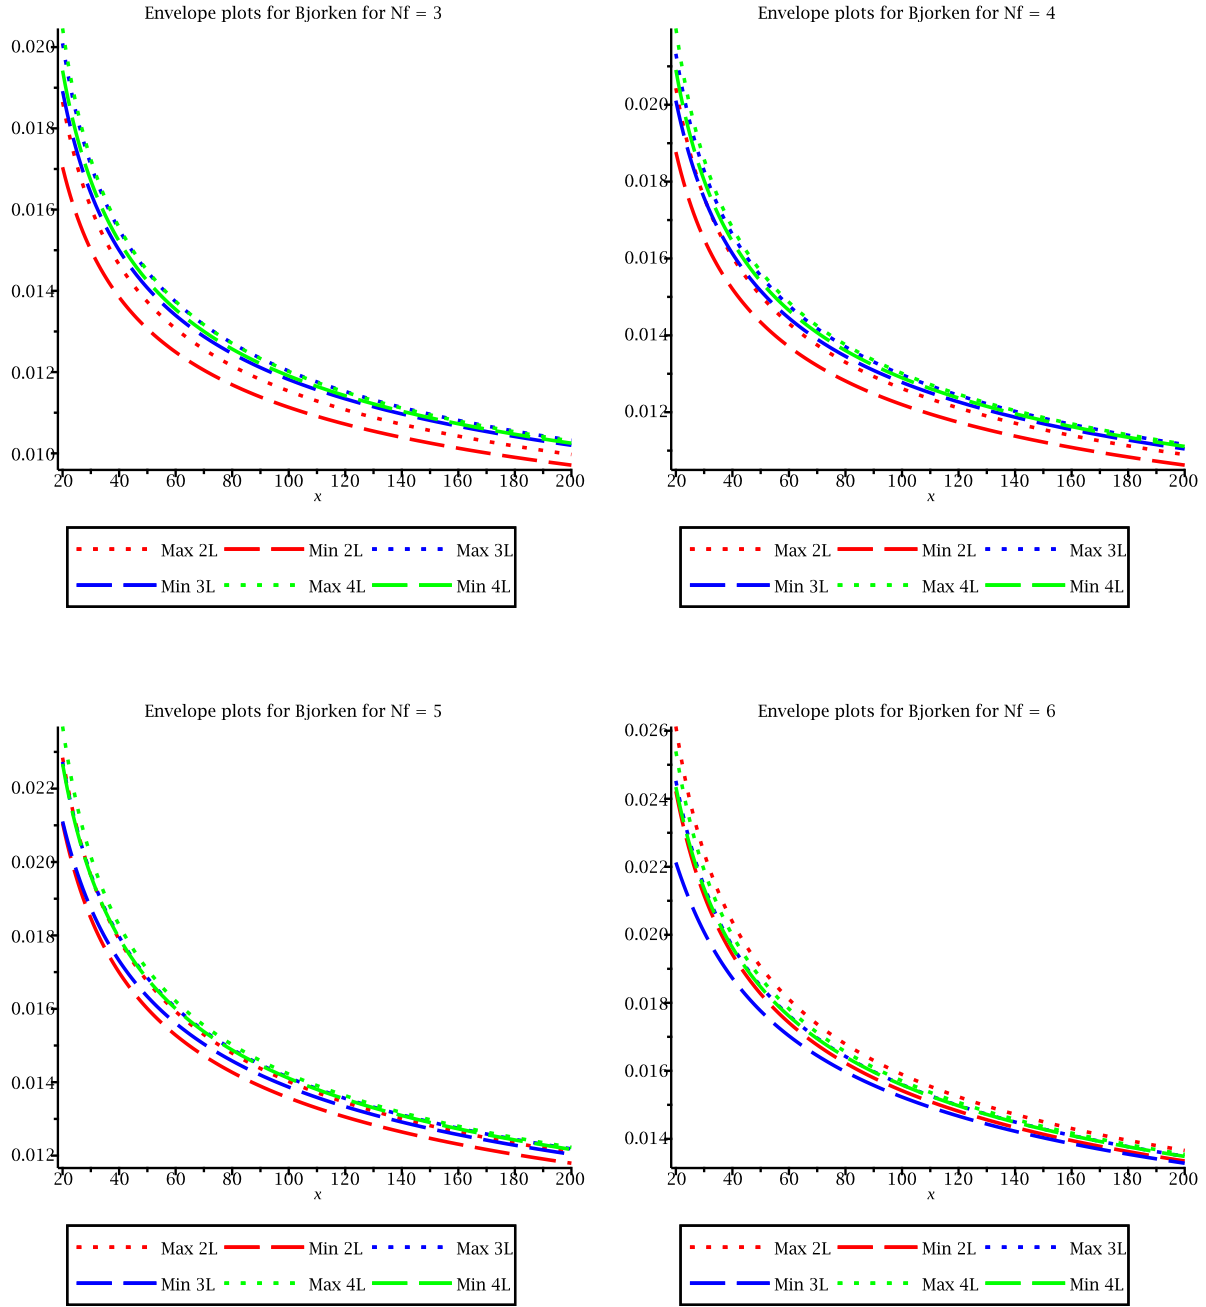 Envelope plots for Bjorken for Nf = 3
0.020
0.018
0.016
0.014
0.012
0.010
20 40 60 80 100 120 140 160 180 200
x
Max 2L Min 2L Max 3L
Min 3L Max 4L Min 4L
Envelope plots for Bjorken for Nf = 4
0.020
0.018
0.016
0.014
0.012
20 40 60 80 100 120 140 160 180 200
x
Max 2L Min 2L Max 3L
Min 3L Max 4L Min 4L
Envelope plots for Bjorken for Nf = 5
0.022
0.020
0.018
0.016
0.014
0.012
20 40 60 80 100 120 140 160 180 200
x
Max 2L Min 2L Max 3L
Min 3L Max 4L Min 4L
Envelope plots for Bjorken for Nf = 6
0.026
0.024
0.022
0.020
0.018
0.016
0.014
20 40 60 80 100 120 140 160 180 200
x
Max 2L Min 2L Max 3L
Min 3L Max 4L Min 4L